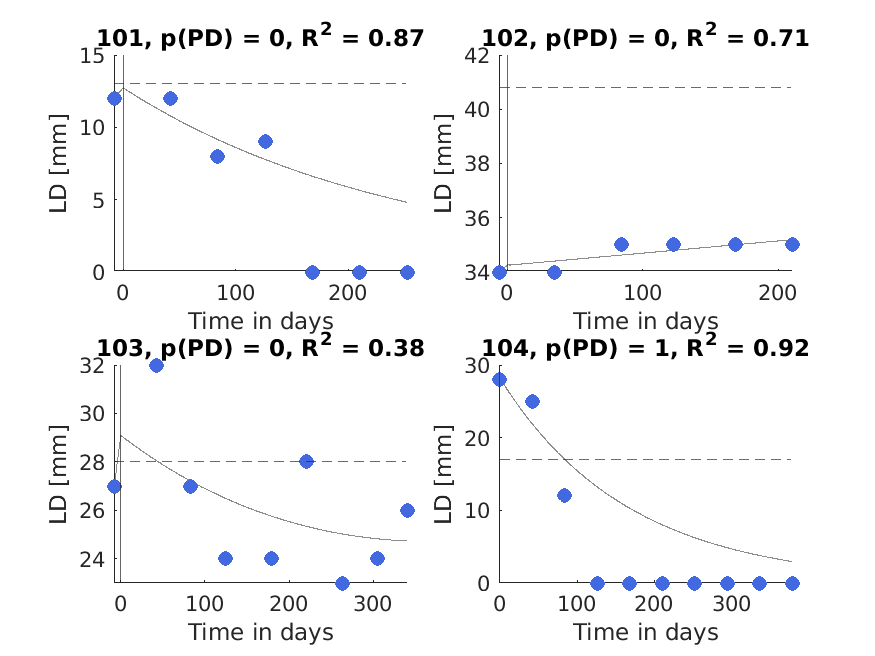 101, p(PD) = 0, R² = 0.87
15
10
5
0
LD [mm]
0 100 200
Time in days
102, p(PD) = 0, R² = 0.71
42
40
38
36
34
LD [mm]
0 100 200
Time in days
103, p(PD) = 0, R² = 0.38
32
30
28
26
24
LD [mm]
0 100 200 300
Time in days
104, p(PD) = 1, R² = 0.92
30
20
10
0
LD [mm]
0 100 200 300
Time in days